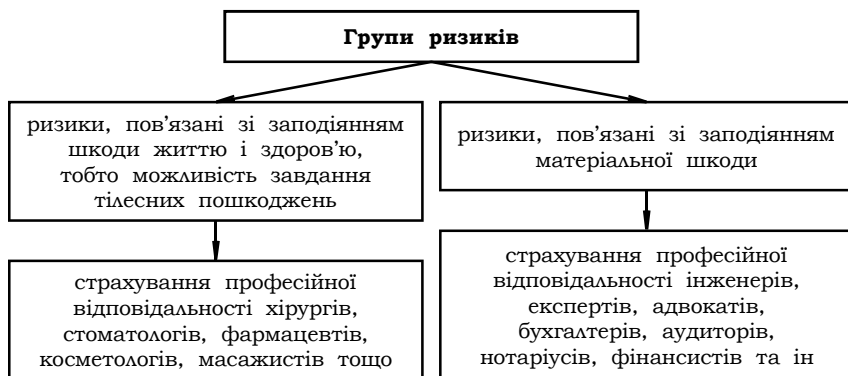 Групи ризиків
ризики, пов’язані зі заподіянням
шкоди життю і здоров’ю,
тобто можливість завдання
тілесних пошкоджень
ризики, пов’язані зі заподіянням
матеріальної шкоди
страхування професійної
відповідальності хірургів,
стоматологів, фармацевтів,
косметологів, масажистів тощо
страхування професійної
відповідальності інженерів,
експертів, адвокатів,
бухгалтерів, аудиторів,
нотаріусів, фінансистів та ін